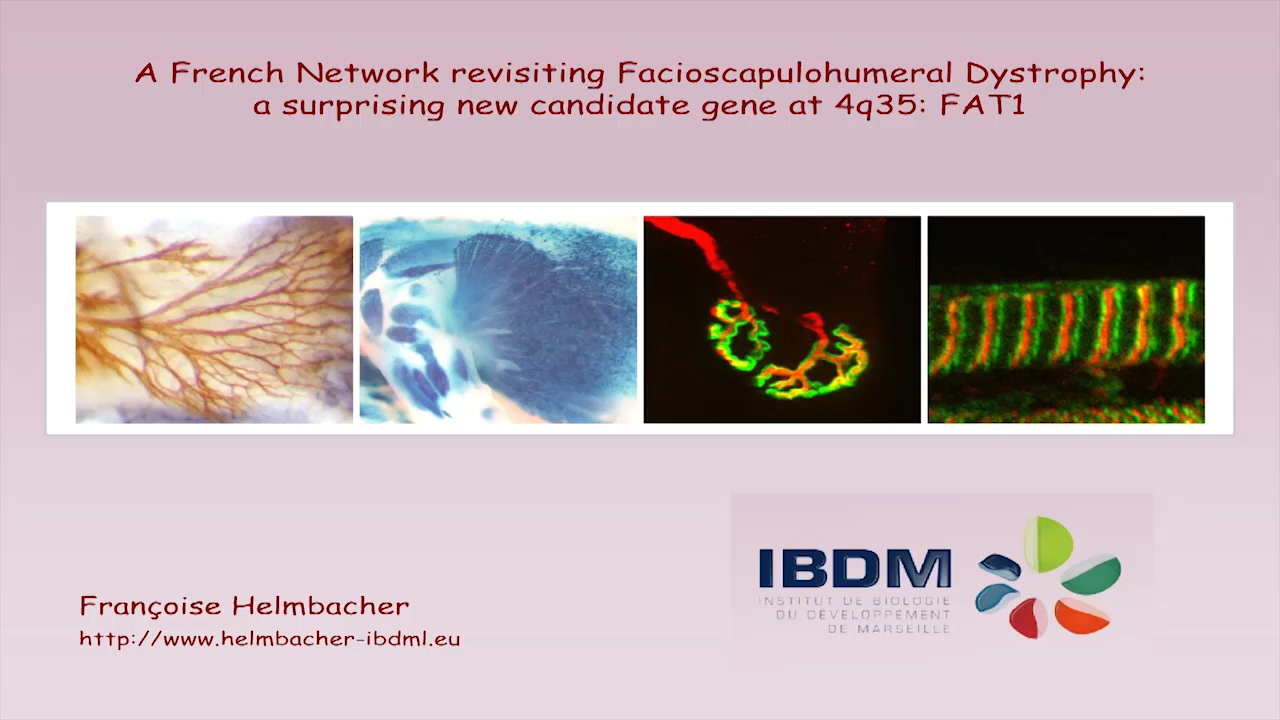 A French Network revisiting Facioscapulohumeral Dystrophy:
a surprising new candidate gene at 4q35: FAT1
IBDM
INSTITUT DE BIOLOGIE
DU DÉVELOPPEMENT
DE MARSEILLE
Françoise Helmbacher
http://www.helmbacher-ibdml.eu